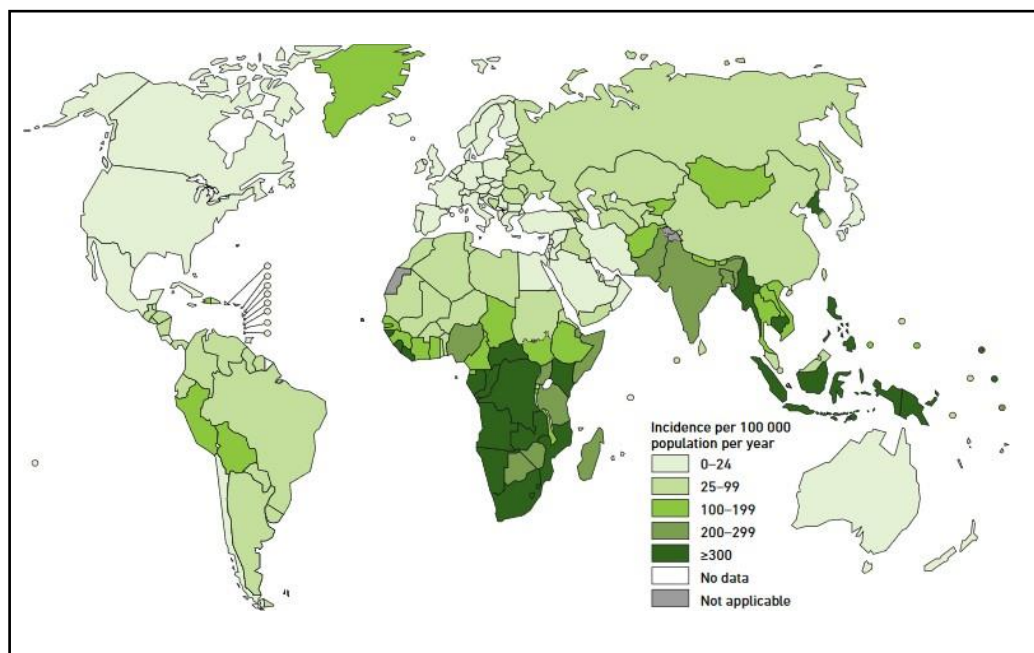 Incidence per 100 000
population per year
0–24
25–99
100–199
200–299
≥300
No data
Not applicable